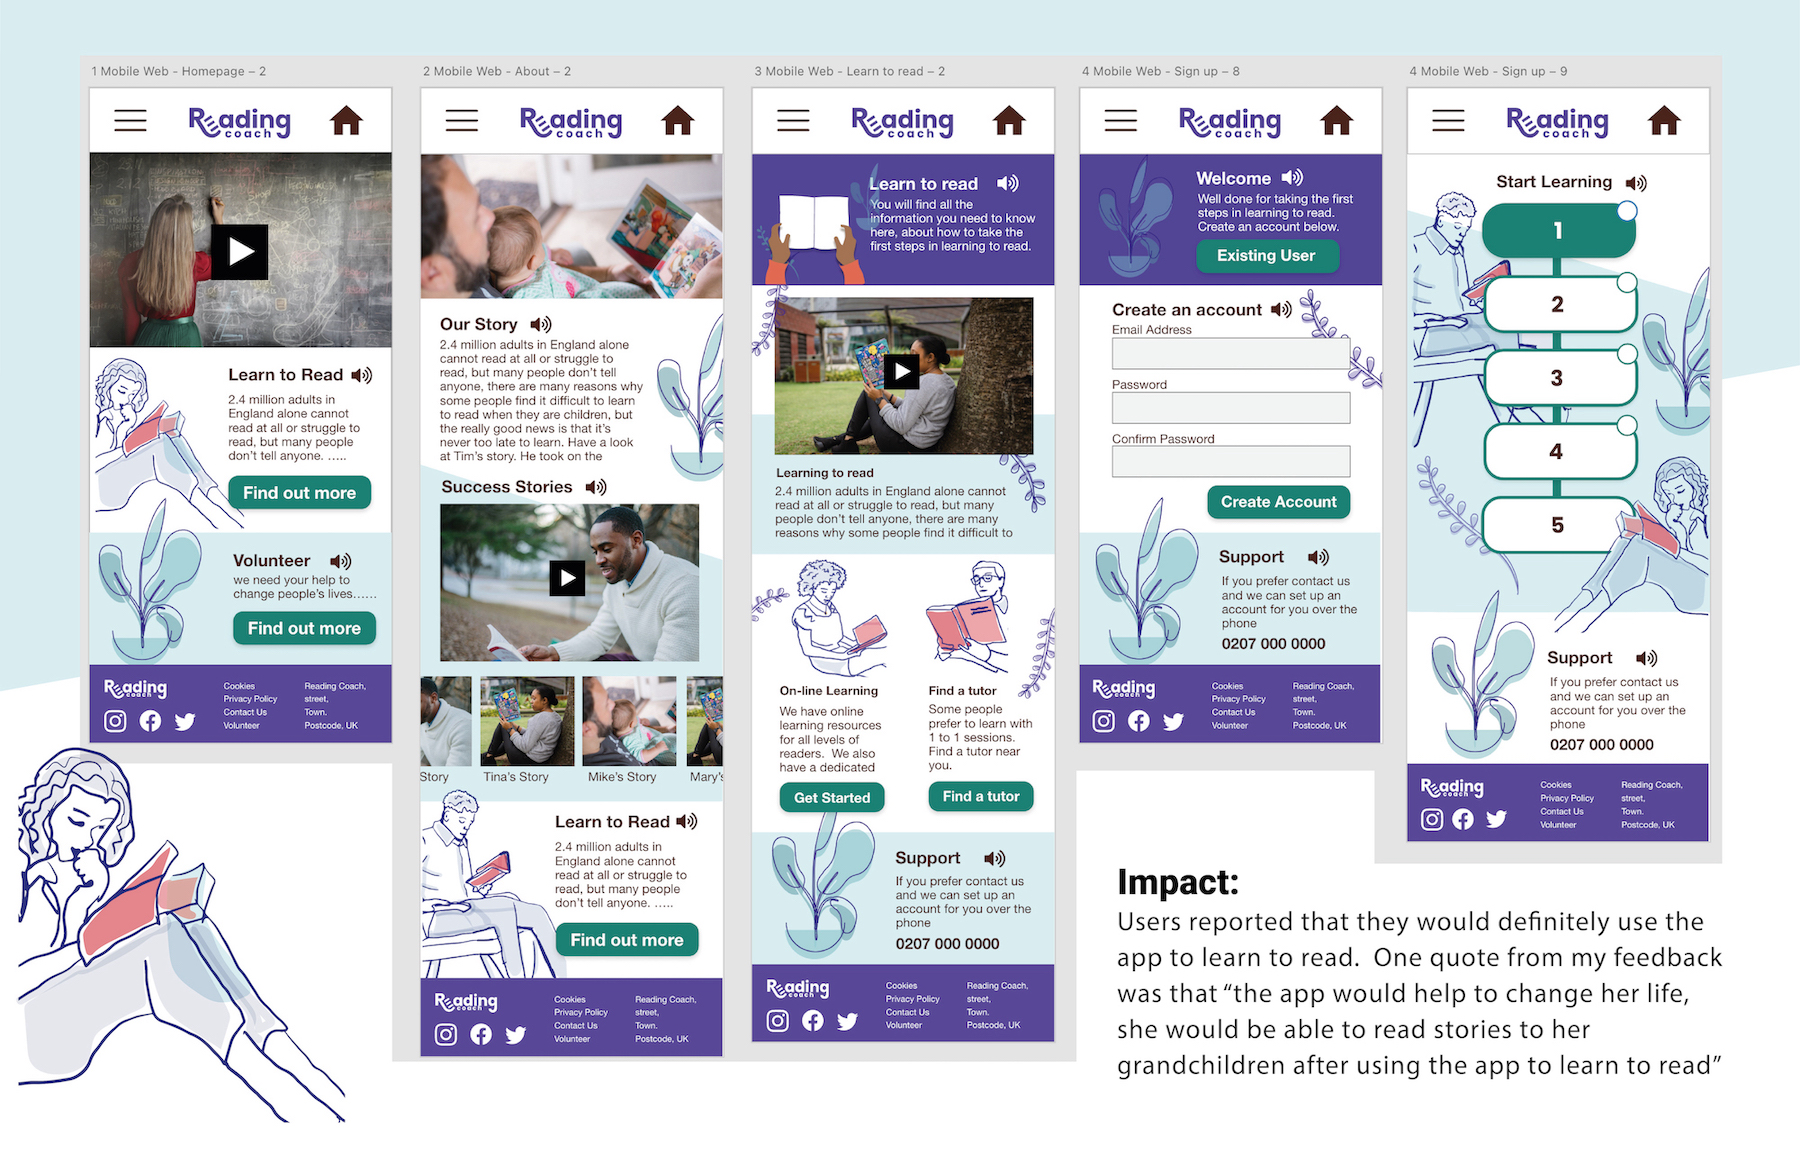 1 Mobile Web - Homepage – 2
Reading
coach
Learn to Read
2.4 million adults in
England alone cannot
read at all or struggle to
read, but many people
don't tell anyone. .....
Find out more
Volunteer
we need your help to
change people's lives......
Find out more
Reading
coach
Cookies
Privacy Policy
Contact Us
Volunteer
Reading Coach,
street,
Town.
Postcode, UK
2 Mobile Web - About – 2
Reading
coach
Our Story
2.4 million adults in England alone
cannot read at all or struggle to
read, but many people don't tell
anyone, there are many reasons why
some people find it difficult to learn
to read when they are children, but
the really good news is that it's
never too late to learn. Have a look
at Tim's story. He took on the
Success Stories
Story
Tina's Story
Mike's Story
Mary's
Learn to Read
2.4 million adults in
England alone cannot
read at all or struggle to
read, but many people
don't tell anyone. .....
Find out more
Reading
coach
Cookies
Privacy Policy
Contact Us
Volunteer
Reading Coach,
street,
Town.
Postcode, UK
3 Mobile Web - Learn to read – 2
Reading
coach
Learn to read
You will find all the
information you need to know
here, about how to take the
first steps in learning to read.
Learning to read
2.4 million adults in England alone cannot
read at all or struggle to read, but many
people don't tell anyone, there are many
reasons why some people find it difficult to
On-line Learning
We have online
learning resources
for all levels of
readers. We also
have a dedicated
Get Started
Find a tutor
Some people
prefer to learn with
1 to 1 sessions.
Find a tutor near
you.
Find a tutor
Support
If you prefer contact us
and we can set up an
account for you over the
phone
0207 000 0000
Reading
coach
Cookies
Privacy Policy
Contact Us
Volunteer
Reading Coach,
street,
Town.
Postcode, UK
4 Mobile Web - Sign up – 8
Reading
coach
Welcome
Well done for taking the first
steps in learning to read.
Create an account below.
Existing User
Create an account
Email Address
Password
Confirm Password
Create Account
Support
If you prefer contact us
and we can set up an
account for you over the
phone
0207 000 0000
Reading
coach
Cookies
Privacy Policy
Contact Us
Volunteer
Reading Coach,
street,
Town.
Postcode, UK
4 Mobile Web - Sign up – 9
Reading
coach
Start Learning
1
2
3
4
5
Support
If you prefer contact us
and we can set up an
account for you over the
phone
0207 000 0000
Reading
coach
Cookies
Privacy Policy
Contact Us
Volunteer
Reading Coach,
street,
Town.
Postcode, UK
Impact:
Users reported that they would definitely use the
app to learn to read.  One quote from my feedback
was that “the app would help to change her life,
she would be able to read stories to her
grandchildren after using the app to learn to read”